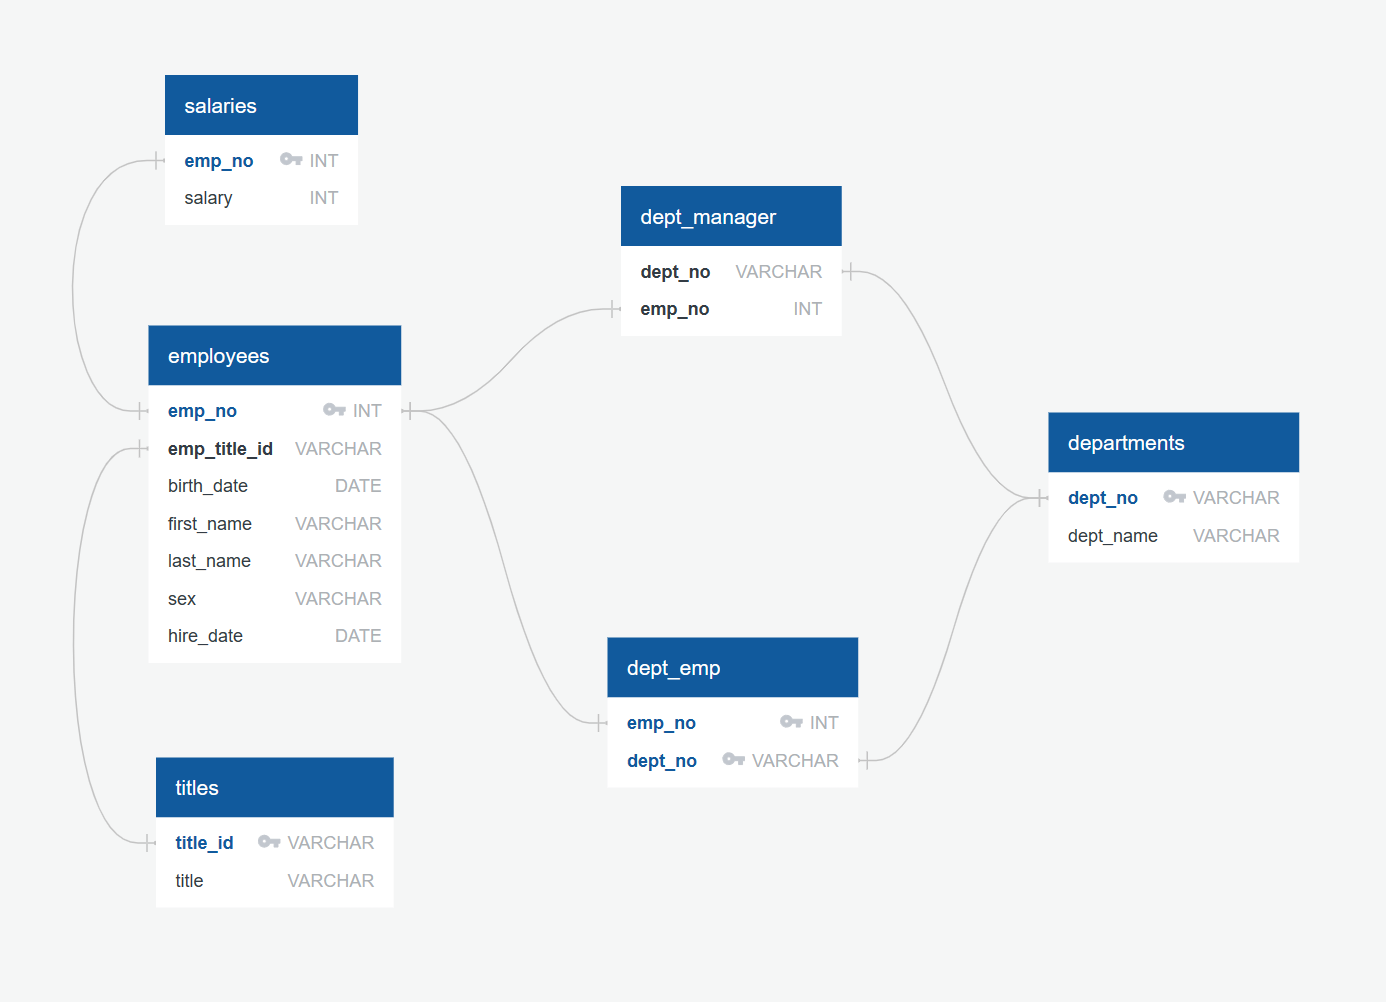 salaries
emp_no INT
salary INT
employees
emp_no INT
emp_title_id VARCHAR
birth_date DATE
first_name VARCHAR
last_name VARCHAR
sex VARCHAR
hire_date DATE
titles
title_id VARCHAR
title VARCHAR
dept_manager
dept_no VARCHAR
emp_no INT
dept_emp
emp_no INT
dept_no VARCHAR
departments
dept_no VARCHAR
dept_name VARCHAR